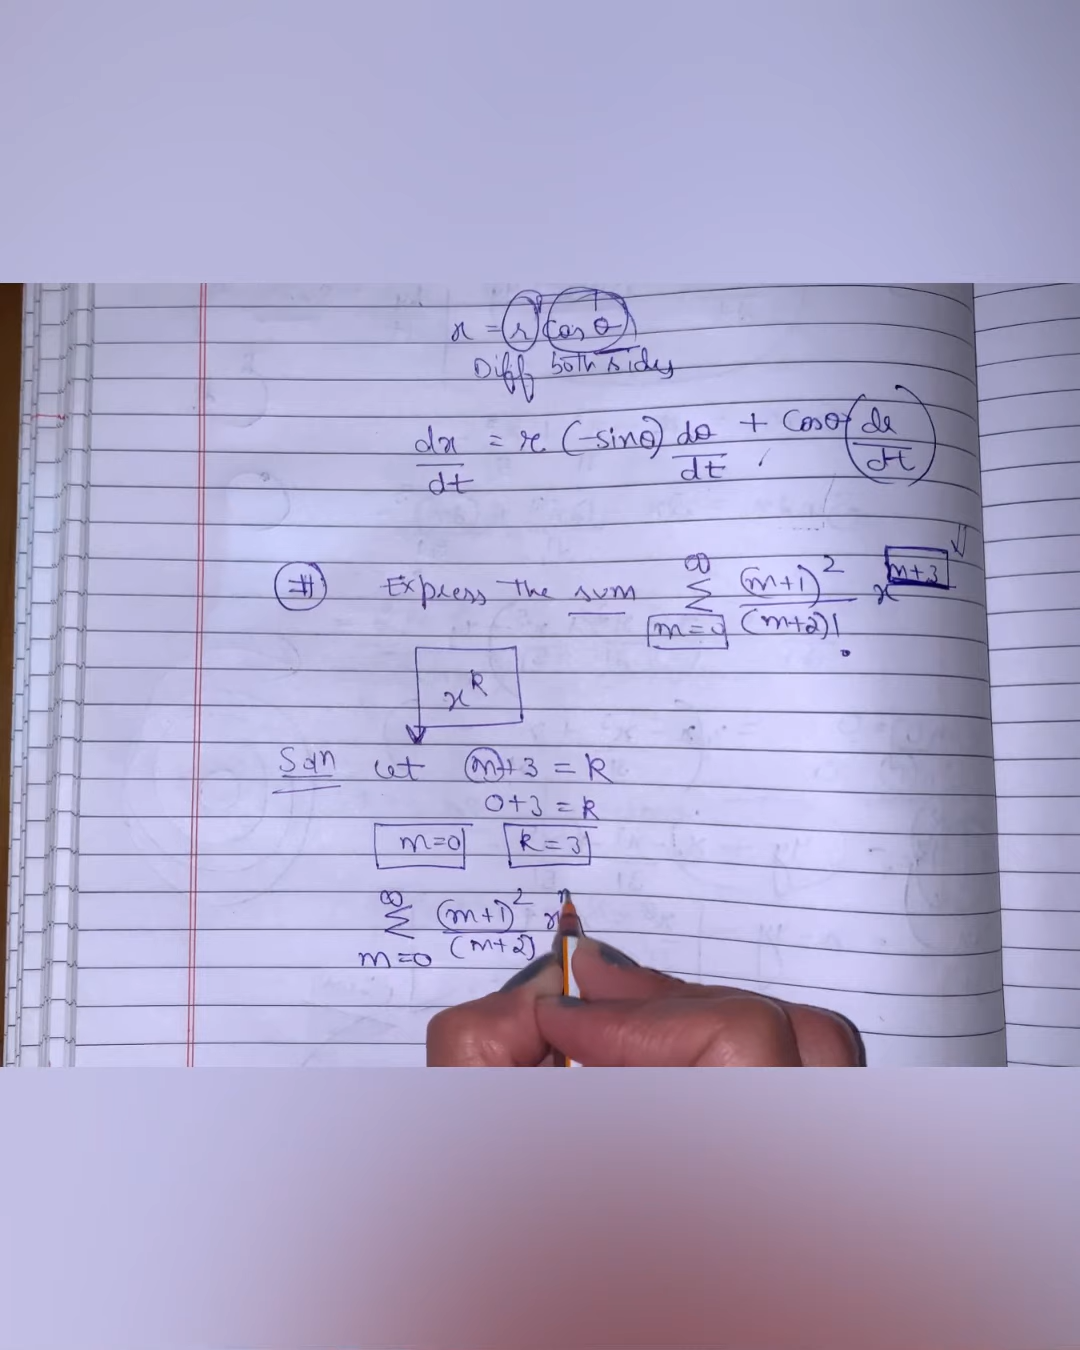 x = r cos θ
Diff both sides
dx/dt = r (-sinθ) dθ/dt + cosθ (dr/dt)
# Express the sum ∞ Σ m=0 (m+1)² / (m+2)! x^(m+3)
x^k
Soln Let m+3 = k
0+3 = k
m=0 k=3
∞ Σ m=0 (m+1)² / (m+2) x